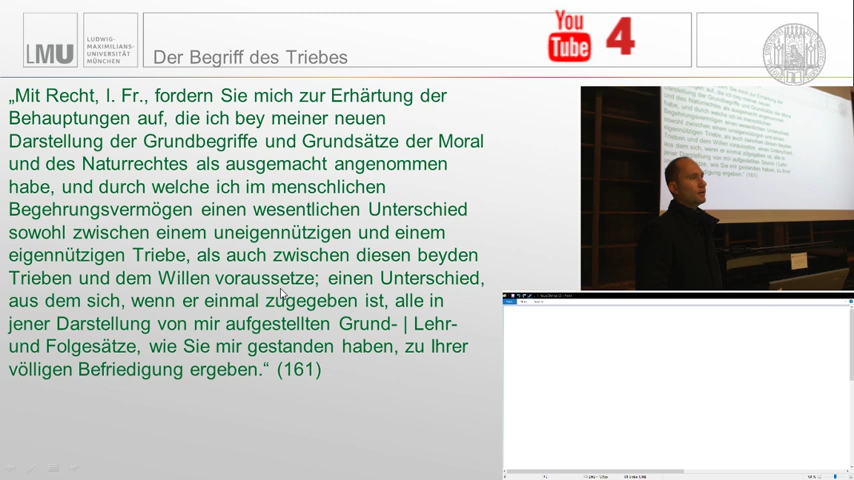 LMU
LUDWIG-
MAXIMILIANS-
UNIVERSITÄT
MÜNCHEN
Der Begriff des Triebes
You
Tube
4
„Mit Recht, l. Fr., fordern Sie mich zur Erhärtung der
Behauptungen auf, die ich bey meiner neuen
Darstellung der Grundbegriffe und Grundsätze der Moral
und des Naturrechtes als ausgemacht angenommen
habe, und durch welche ich im menschlichen
Begehrungsvermögen einen wesentlichen Unterschied
sowohl zwischen einem uneigennützigen und einem
eigennützigen Triebe, als auch zwischen diesen beyden
Trieben und dem Willen voraussetze; einen Unterschied,
aus dem sich, wenn er einmal zugegeben ist, alle in
jener Darstellung von mir aufgestellten Grund- | Lehr-
und Folgesätze, wie Sie mir gestanden haben, zu Ihrer
völligen Befriedigung ergeben.“ (161)